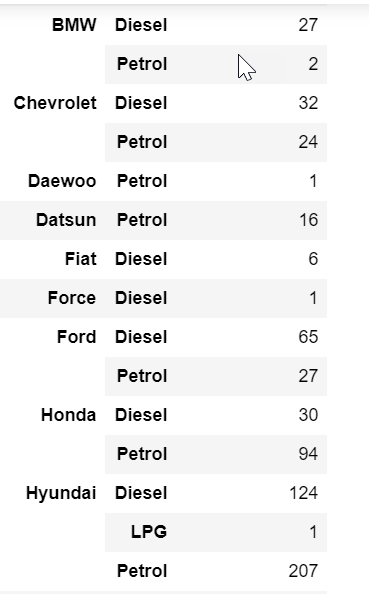 BMW Diesel 27
Petrol 2
Chevrolet Diesel 32
Petrol 24
Daewoo Petrol 1
Datsun Petrol 16
Fiat Diesel 6
Force Diesel 1
Ford Diesel 65
Petrol 27
Honda Diesel 30
Petrol 94
Hyundai Diesel 124
LPG 1
Petrol 207